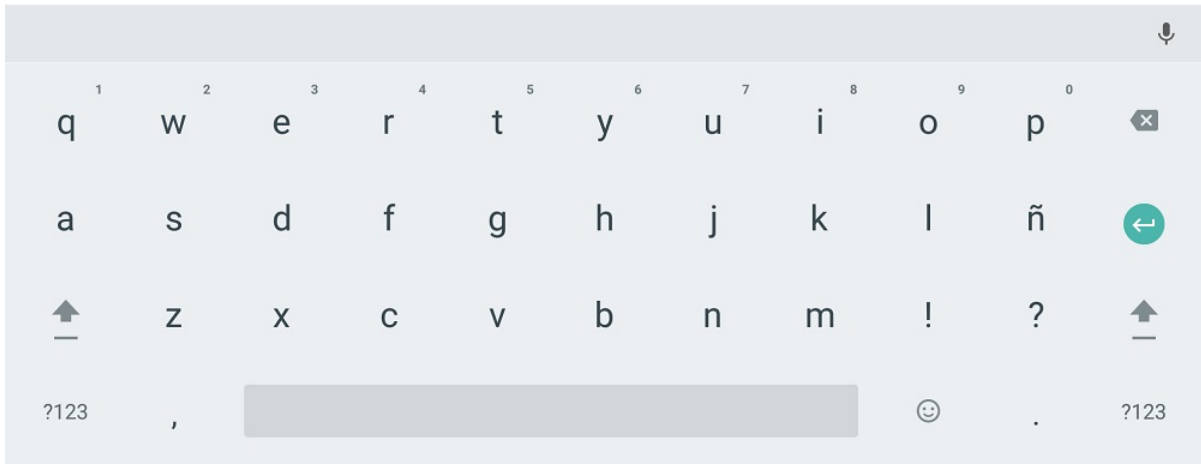 1 2 3 4 5 6 7 8 9 0
q w e r t y u i o p
a s d f g h j k l ñ
z x c v b n m ! ?
?123 , . ?123